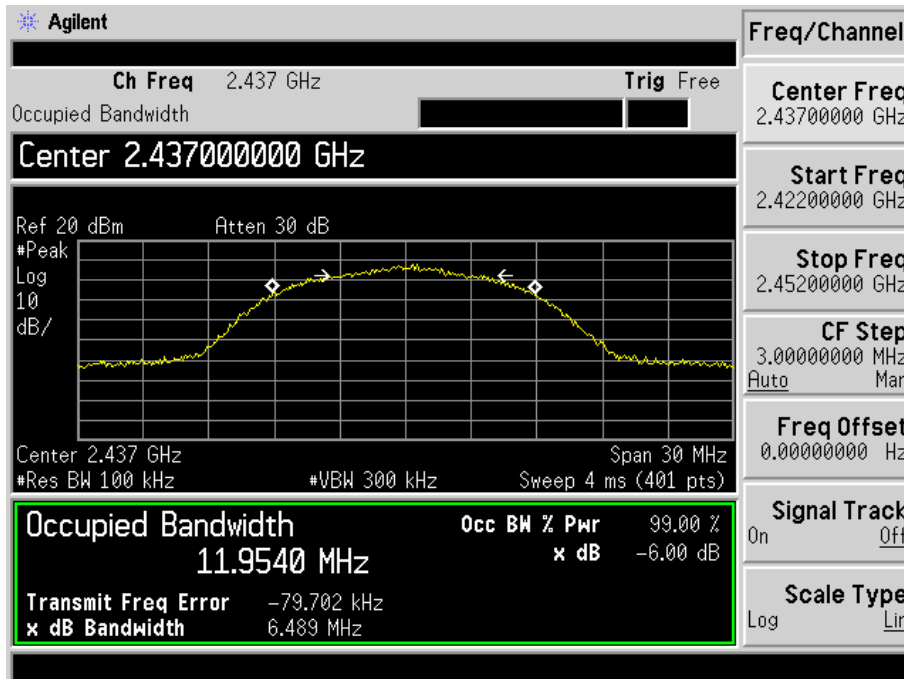 Agilent
Ch Freq 2.437 GHz Trig Free
Occupied Bandwidth
Center 2.437000000 GHz
Ref 20 dBm Atten 30 dB
#Peak
Log
10
dB/
Center 2.437 GHz Span 30 MHz
#Res BW 100 kHz #VBW 300 kHz Sweep 4 ms (401 pts)
Occupied Bandwidth
11.9540 MHz
Occ BW % Pwr 99.00 %
x dB -6.00 dB
Transmit Freq Error -79.702 kHz
x dB Bandwidth 6.489 MHz
Freq/Channel
Center Freq
2.43700000 GHz
Start Freq
2.42200000 GHz
Stop Freq
2.45200000 GHz
CF Step
3.00000000 MHz
Auto Man
Freq Offset
0.00000000 Hz
Signal Track
On Off
Scale Type
Log Lin